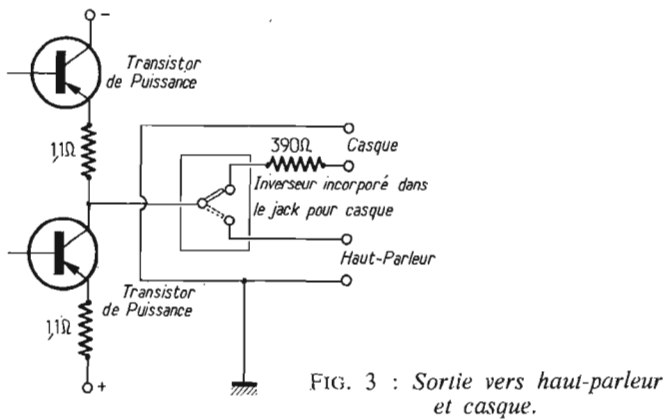 -
Transistor
de Puissance
1,1Ω
390Ω
Casque
Inverseur incorporé dans
le jack pour casque
Haut-Parleur
Transistor
de Puissance
1,1Ω
+
FIG. 3 : Sortie vers haut-parleur
et casque.